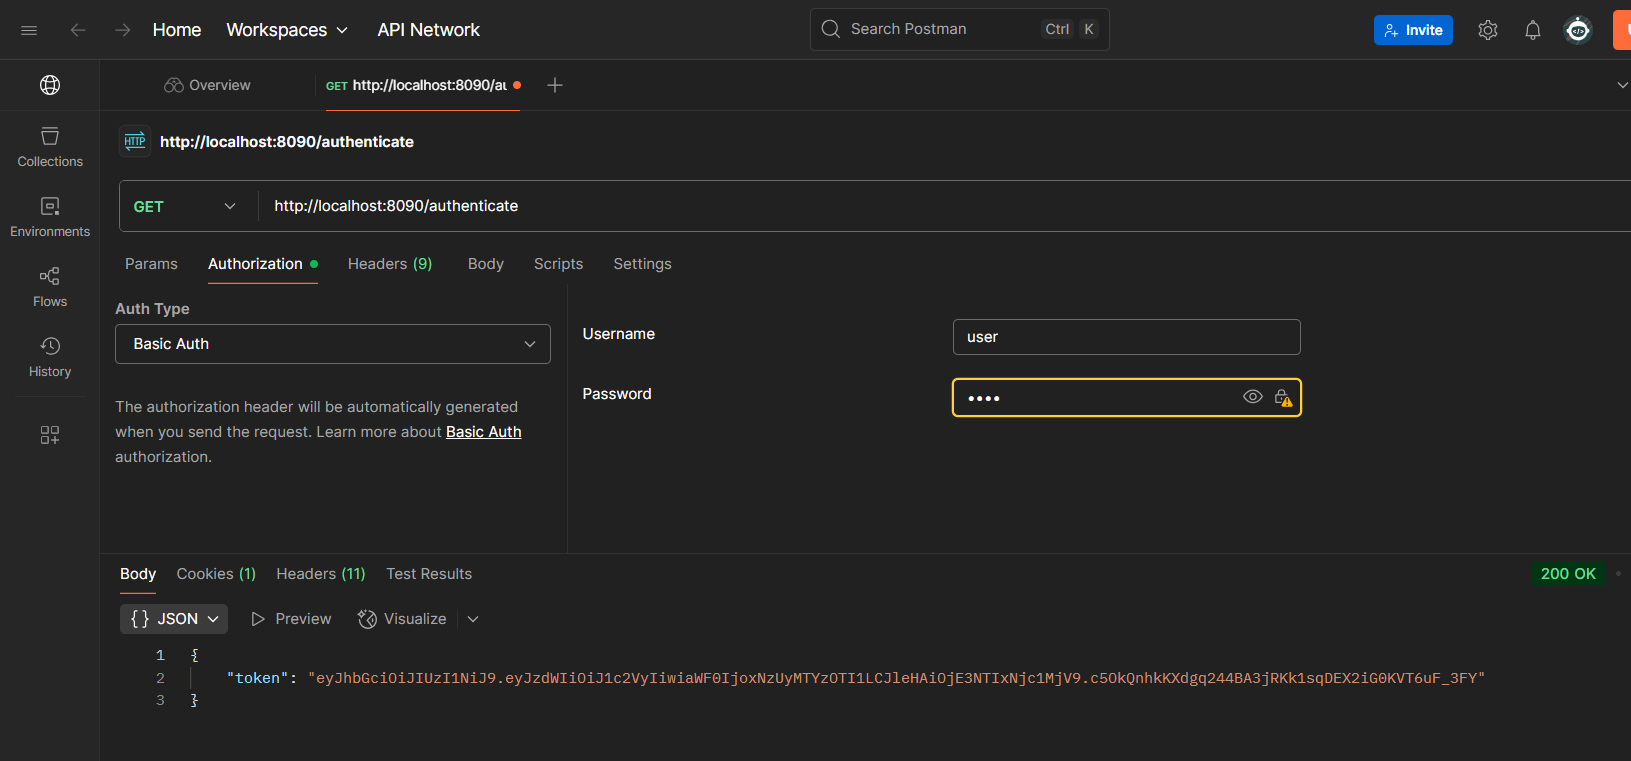 Home Workspaces API Network Search Postman Ctrl K Invite
Overview GET http://localhost:8090/au
HTTP http://localhost:8090/authenticate
Collections
GET http://localhost:8090/authenticate
Environments
Params Authorization Headers (9) Body Scripts Settings
Flows
Auth Type
Basic Auth
Username user
History
Password ••••
The authorization header will be automatically generated
when you send the request. Learn more about Basic Auth
authorization.
Body Cookies (1) Headers (11) Test Results 200 OK
{} JSON Preview Visualize
1 {
2 "token": "eyJhbGciOiJIUzI1NiJ9.eyJzdWIiOiJ1c2VyIiwiaWF0IjoxNzUyMTYzOTI1LCJleHAiOjE3NTIxNjc1MjV9.c5OkQnhkKXdgq244BA3jRKk1sqDEX2iG0KVT6uF_3FY"
3 }